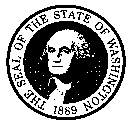 THE SEAL OF THE STATE OF WASHINGTON
1889